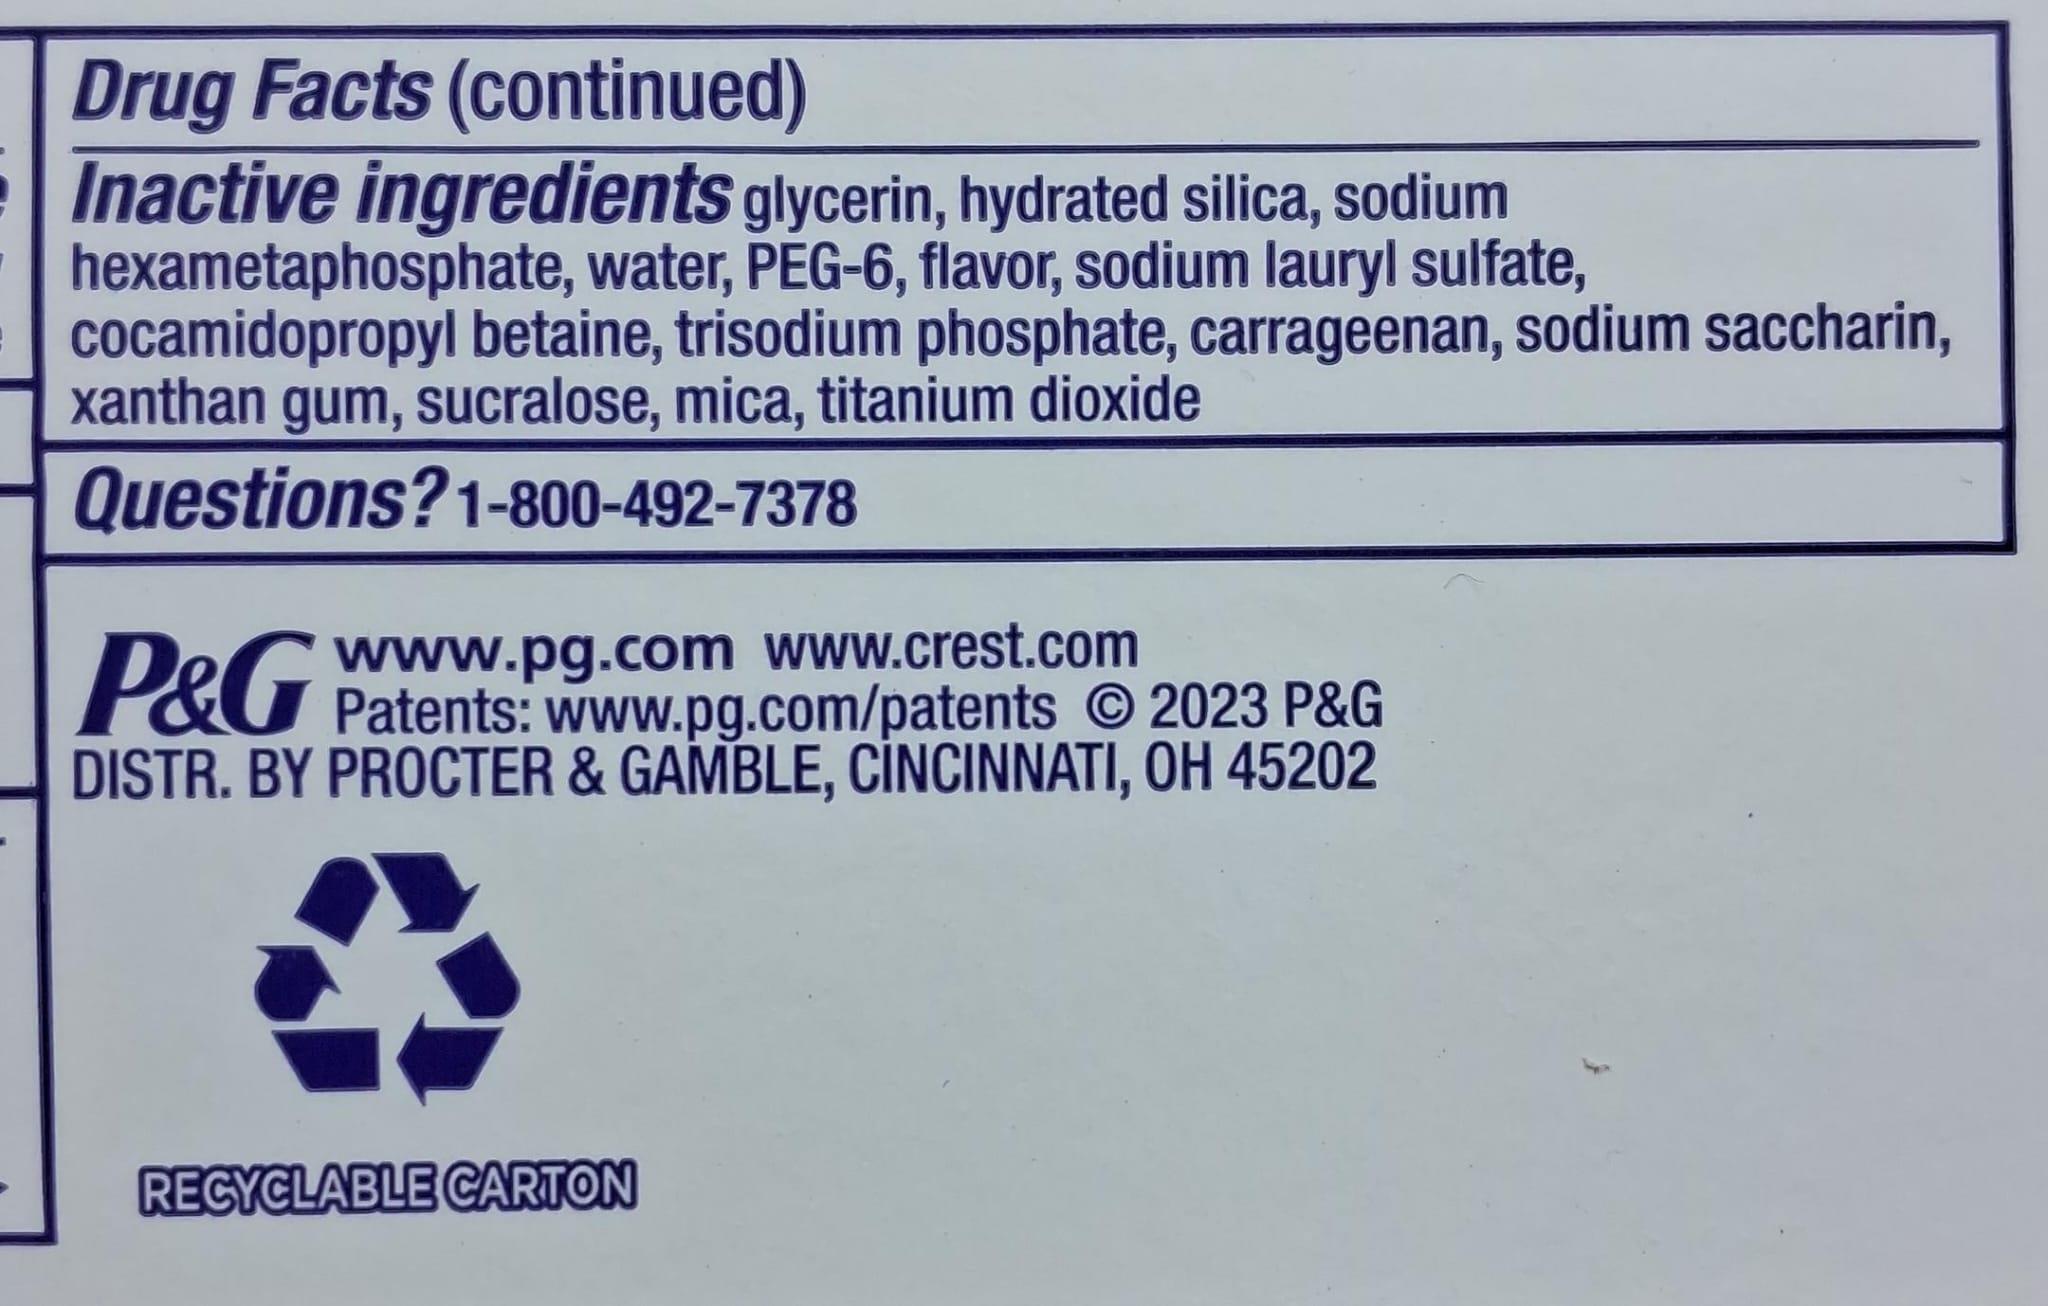 Drug Facts (continued)
Inactive ingredients glycerin, hydrated silica, sodium
hexametaphosphate, water, PEG-6, flavor, sodium lauryl sulfate,
cocamidopropyl betaine, trisodium phosphate, carrageenan, sodium saccharin,
xanthan gum, sucralose, mica, titanium dioxide
Questions? 1-800-492-7378
P&G www.pg.com www.crest.com
Patents: www.pg.com/patents © 2023 P&G
DISTR. BY PROCTER & GAMBLE, CINCINNATI, OH 45202
RECYCLABLE CARTON